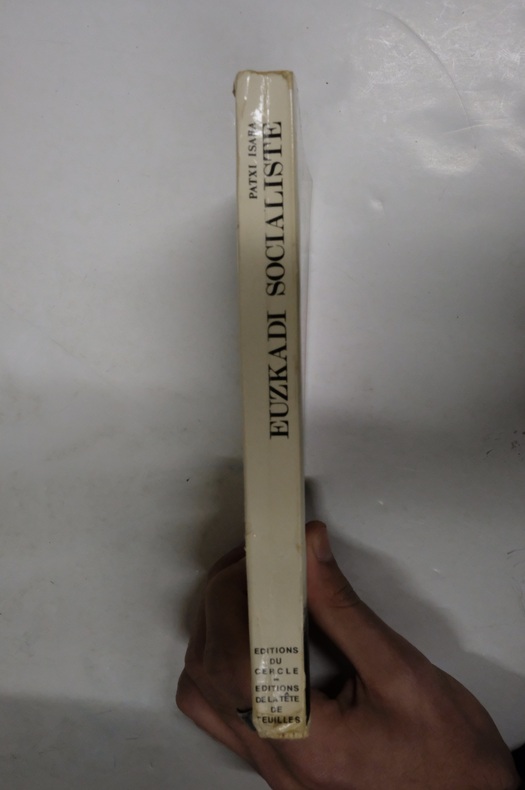 PATXI ISABA
EUZKADI SOCIALISTE
EDITIONS
DU
CERCLE
–
EDITIONS
DE LA TÊTE
DE
FEUILLES